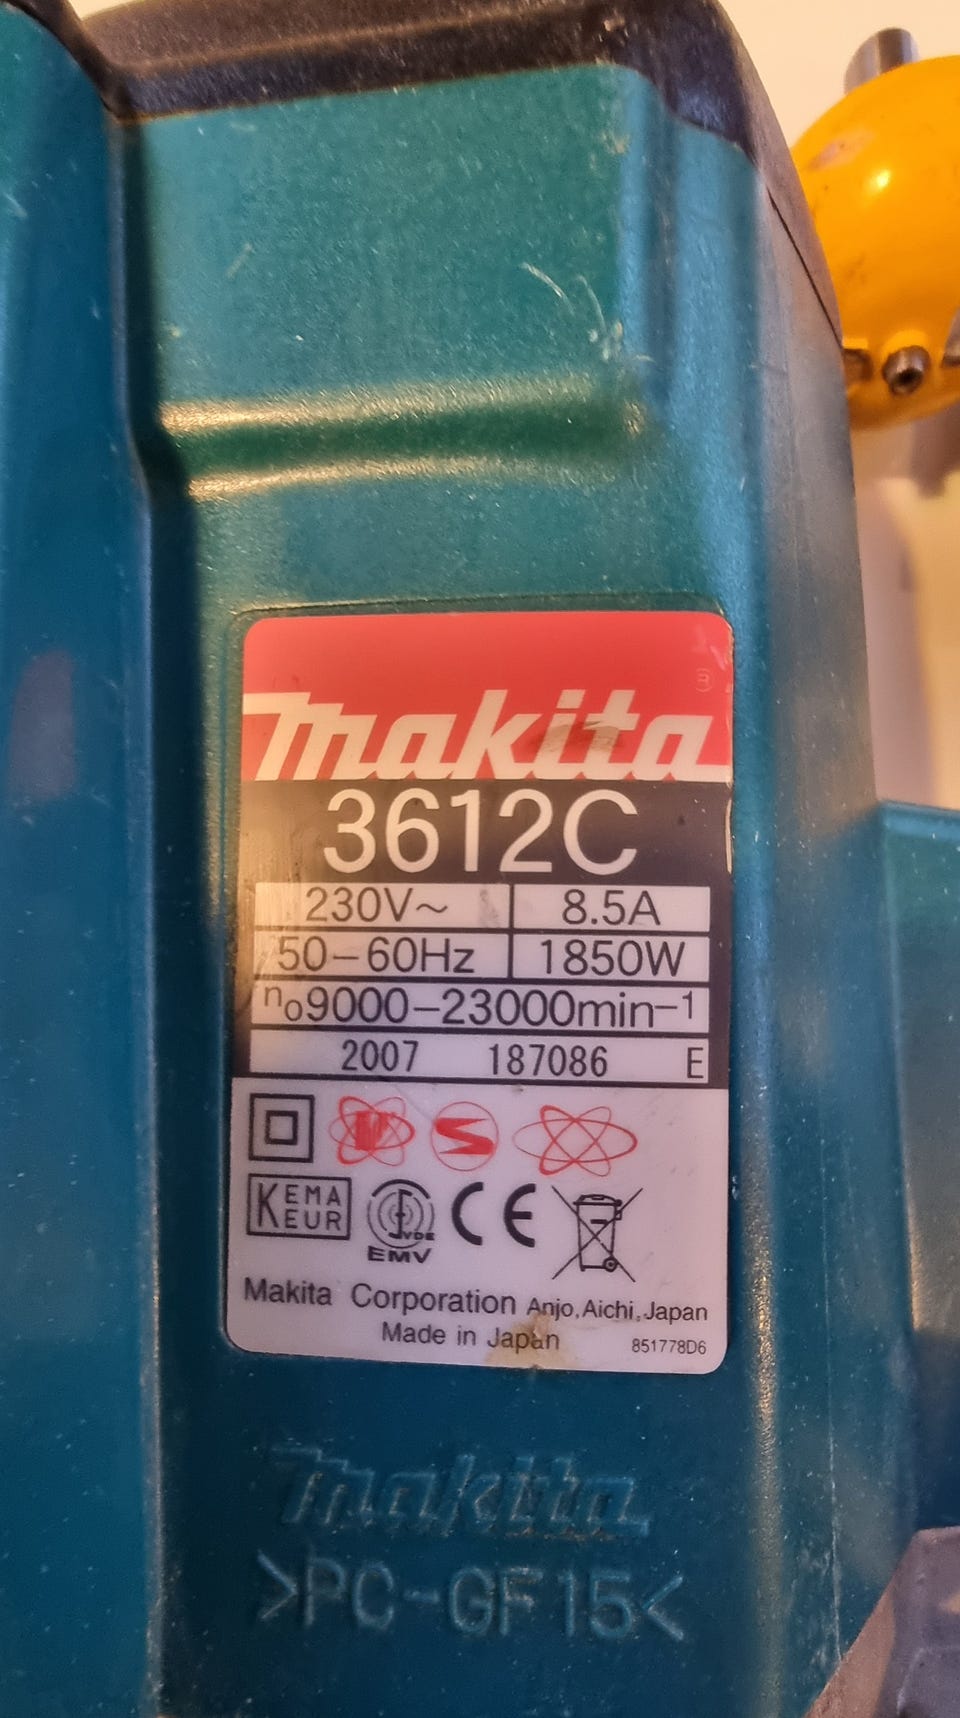 ®
makita
3612C
230V~ 8.5A
50-60Hz 1850W
no9000-23000min-1
2007 187086 E
V S
KEMA
KEUR
VDE
EMV
CE
Makita Corporation Anjo,Aichi,Japan
Made in Japan 851778D6
makita
>PC-GF15<